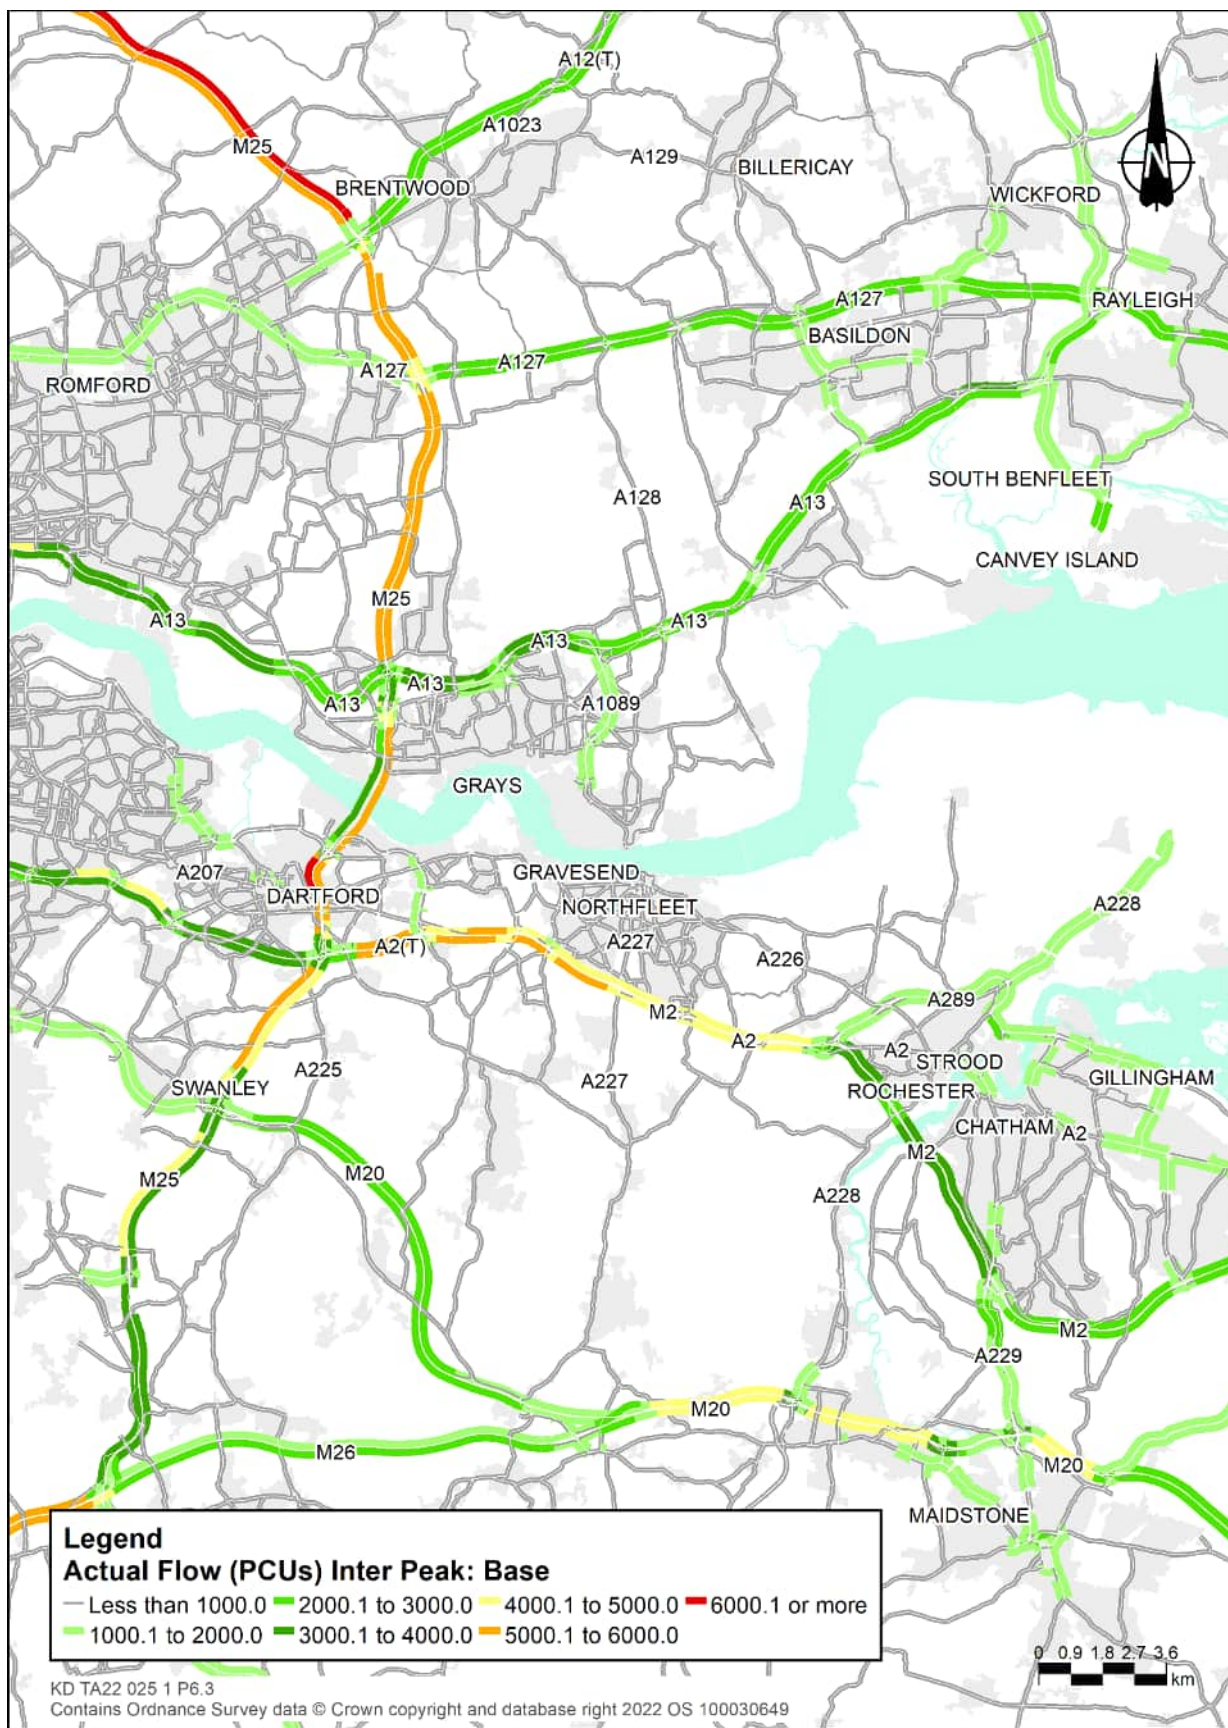 A12(T)
A1023
M25
A129
BILLERICAY
N
BRENTWOOD
WICKFORD
A127
RAYLEIGH
BASILDON
A127
A127
ROMFORD
SOUTH BENFLEET
A128
A13
CANVEY ISLAND
M25
A13
A13
A13
A13
A13
A1089
GRAYS
A207
GRAVESEND
DARTFORD
NORTHFLEET
A228
A2(T)
A227
A226
A289
M2
A2
A2
STROOD
SWANLEY
A225
A227
ROCHESTER
GILLINGHAM
CHATHAM
A2
M2
M25
M20
A228
M2
A229
M20
M26
M20
MAIDSTONE
Legend
Actual Flow (PCUs) Inter Peak: Base
Less than 1000.0 2000.1 to 3000.0 4000.1 to 5000.0 6000.1 or more
1000.1 to 2000.0 3000.1 to 4000.0 5000.1 to 6000.0
0 0.9 1.8 2.7 3.6
km
KD TA22 025 1 P6.3
Contains Ordnance Survey data © Crown copyright and database right 2022 OS 100030649